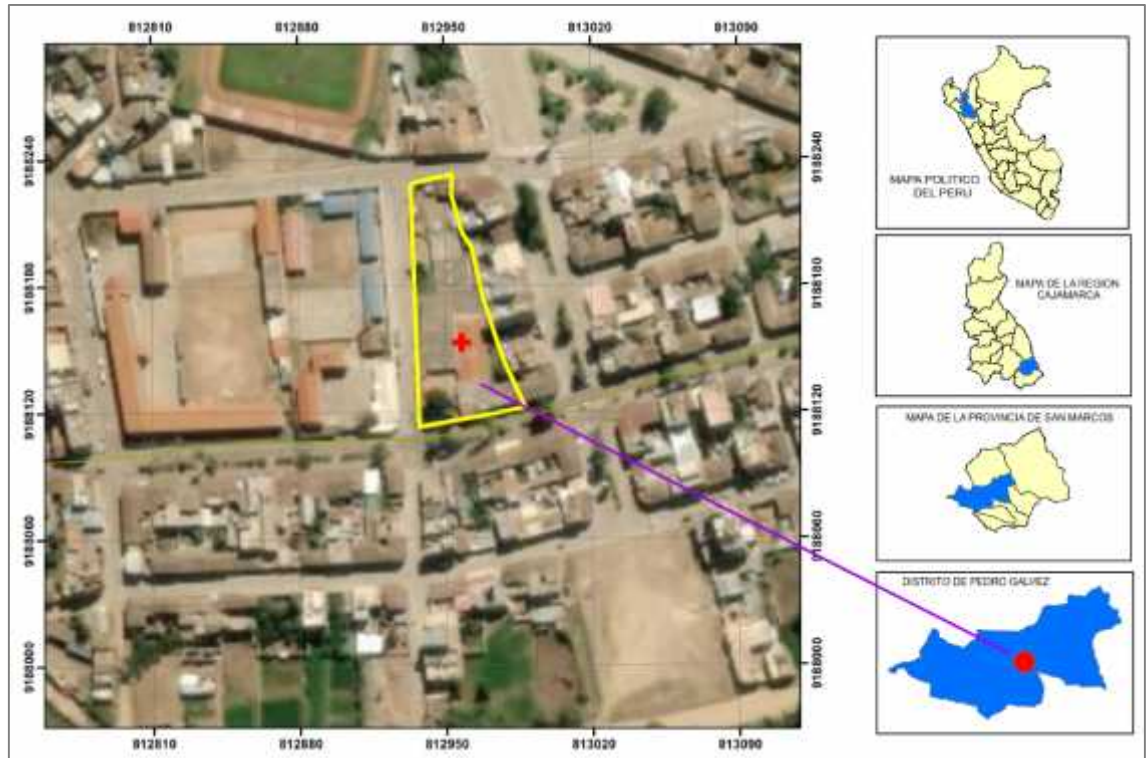 812810 812880 812950 813020 813090
9188240
9188180
9188120
9188060
9188000
9188240
9188180
9188120
9188060
9188000
812810 812880 812950 813020 813090
MAPA POLITICO
DEL PERU
MAPA DE LA REGION
CAJAMARCA
MAPA DE LA PROVINCIA DE SAN MARCOS
DISTRITO DE PEDRO GALVEZ